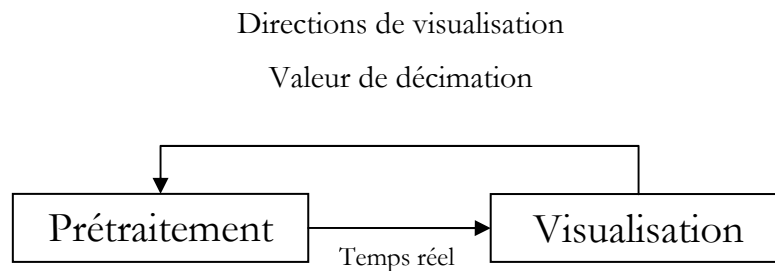 Directions de visualisation
Valeur de décimation
Prétraitement
Visualisation
Temps réel